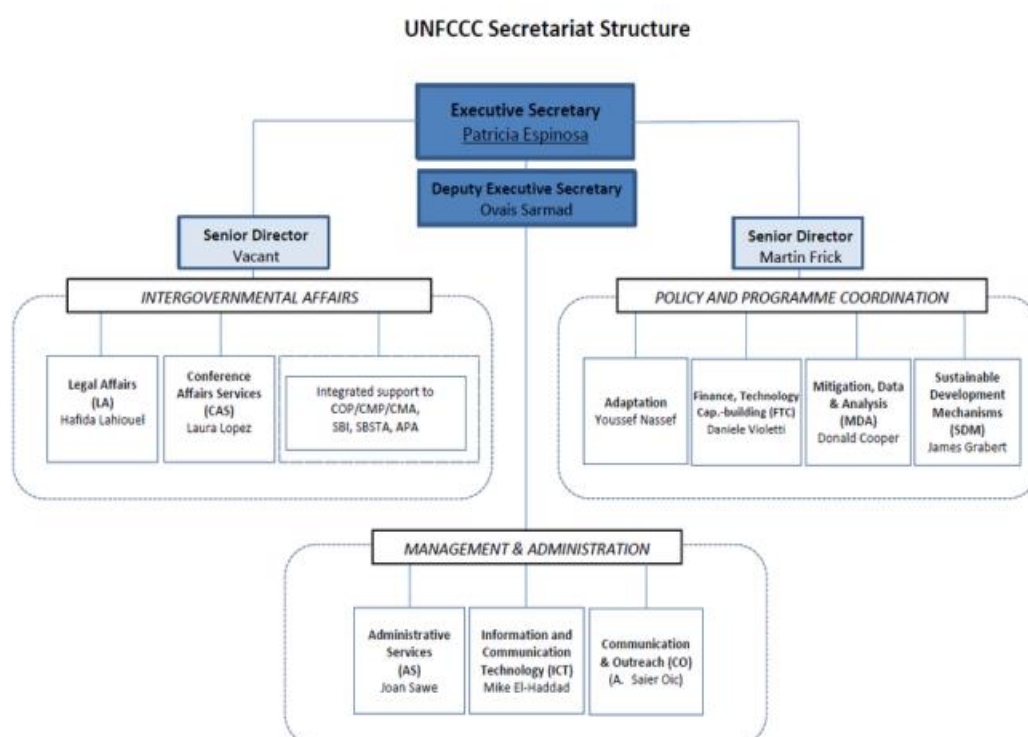 UNFCCC Secretariat Structure
Executive Secretary
Patricia Espinosa
Deputy Executive Secretary
Ovais Sarmad
Senior Director
Vacant
Senior Director
Martin Frick
INTERGOVERNMENTAL AFFAIRS
POLICY AND PROGRAMME COORDINATION
Legal Affairs
(LA)
Hafida Lahiouel
Conference
Affairs Services
(CAS)
Laura Lopez
Integrated support to
COP/CMP/CMA,
SBI, SBSTA, APA
Adaptation
Youssef Nassef
Finance, Technology
Cap.-building (FTC)
Daniele Violetti
Mitigation, Data
& Analysis
(MDA)
Donald Cooper
Sustainable
Development
Mechanisms
(SDM)
James Grabert
MANAGEMENT & ADMINISTRATION
Administrative
Services
(AS)
Joan Sawe
Information and
Communication
Technology (ICT)
Mike El-Haddad
Communication
& Outreach (CO)
(A. Saier Oic)